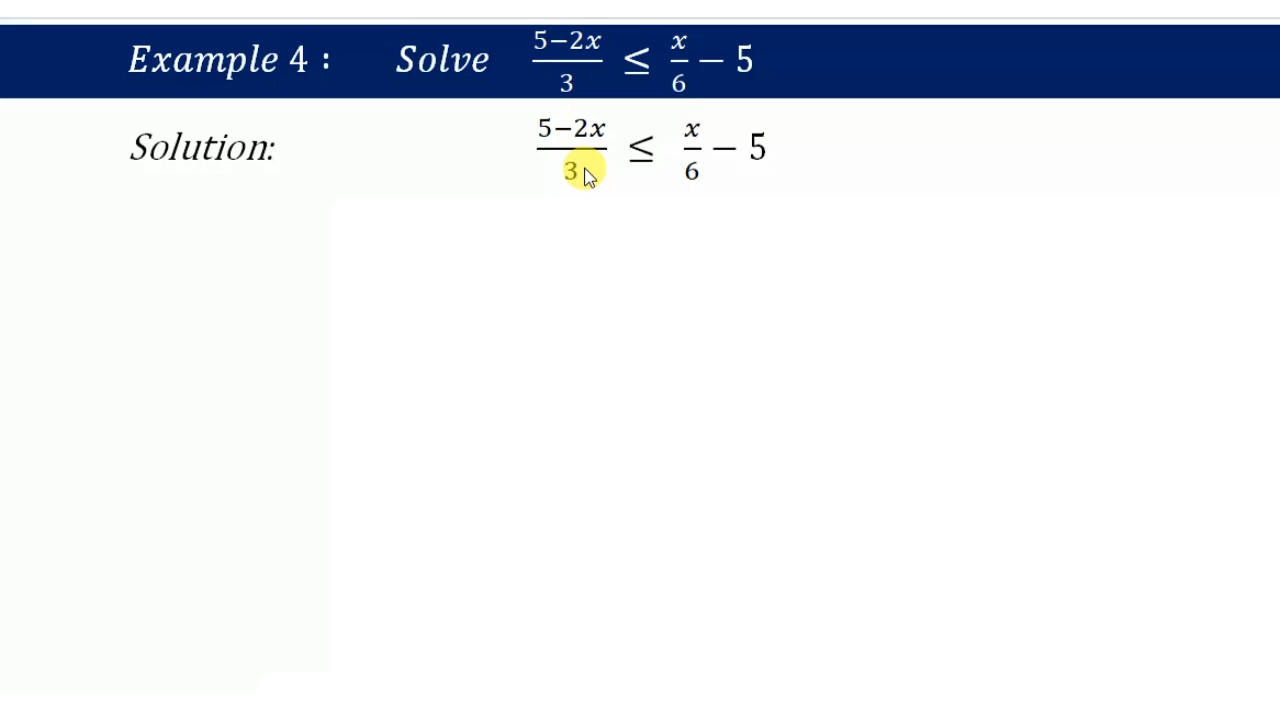 Example 4 : Solve (5−2x)/3 ≤ x/6 − 5
Solution: (5−2x)/3 ≤ x/6 − 5